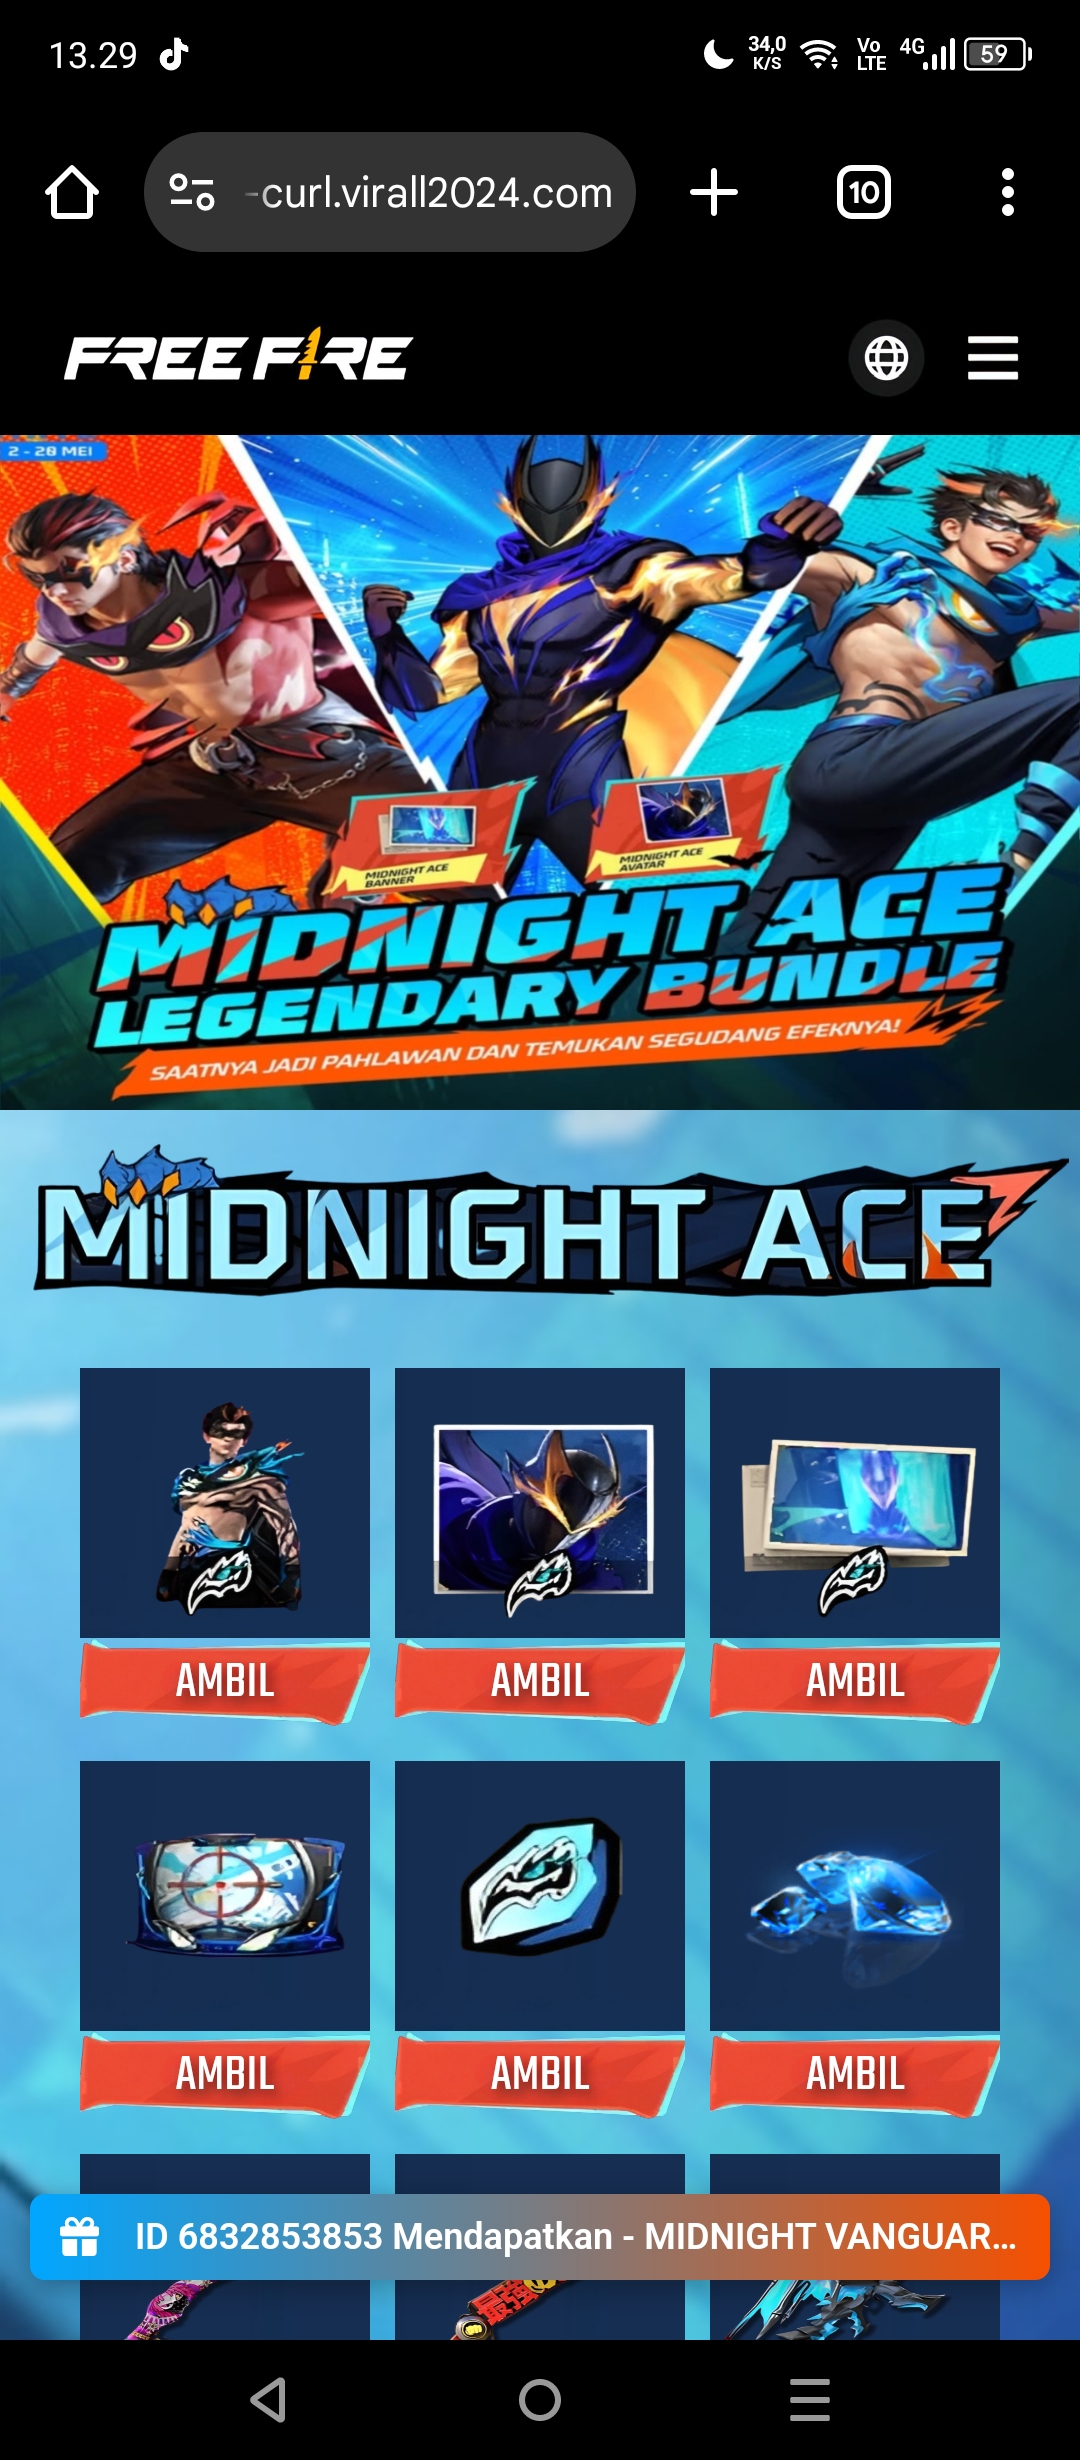 13.29
34,0
K/S
Vo
LTE
4G
59
-curl.virall2024.com
10
FREE FIRE
2 - 20 MEI
MIDNIGHT ACE
BANNER
MIDNIGHT ACE
AVATAR
MIDNIGHT ACE
LEGENDARY BUNDLE
SAATNYA JADI PAHLAWAN DAN TEMUKAN SEGUDANG EFEKNYA!
MIDNIGHT ACE
AMBIL AMBIL AMBIL
AMBIL AMBIL AMBIL
ID 6832853853 Mendapatkan - MIDNIGHT VANGUAR...